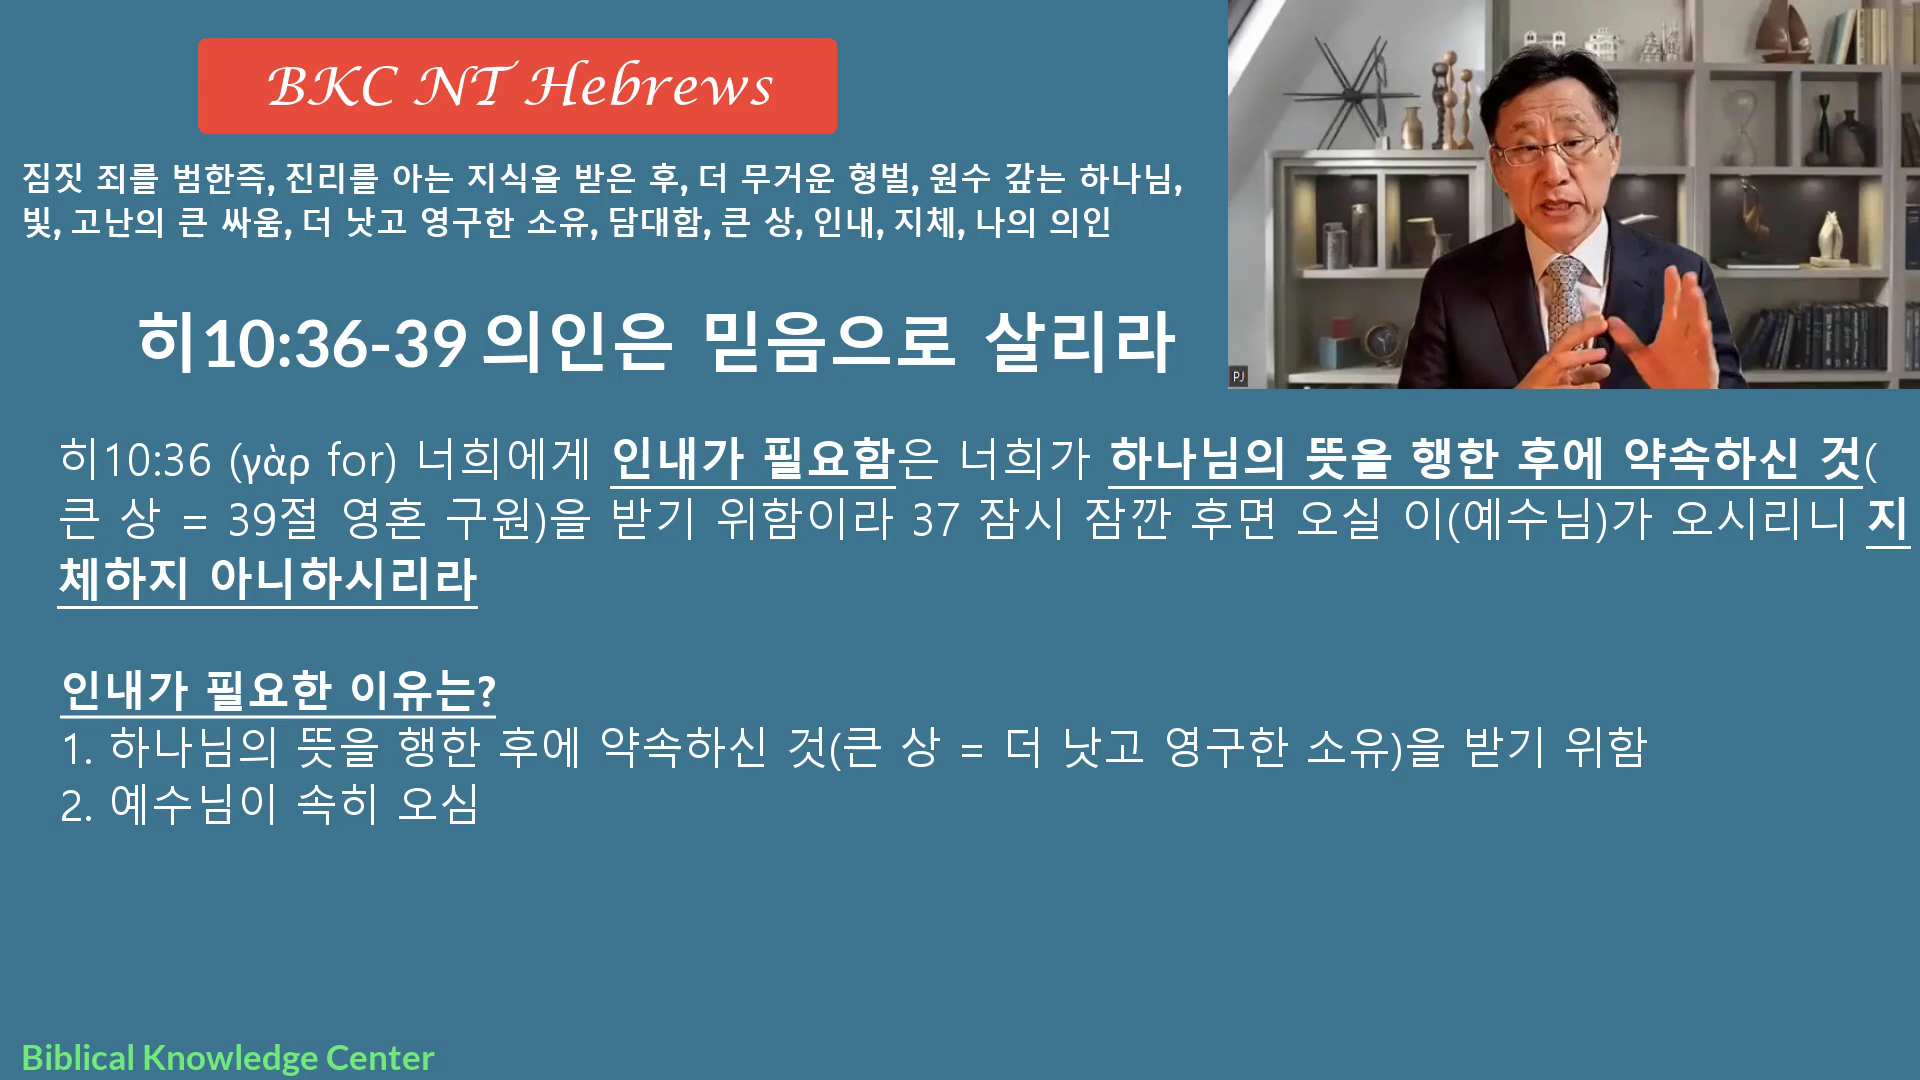 BKC NT Hebrews
짐짓 죄를 범한즉, 진리를 아는 지식을 받은 후, 더 무거운 형벌, 원수 갚는 하나님,
빛, 고난의 큰 싸움, 더 낫고 영구한 소유, 담대함, 큰 상, 인내, 지체, 나의 의인
히10:36-39 의인은 믿음으로 살리라
PJ
히10:36 (γὰρ for) 너희에게 인내가 필요함은 너희가 하나님의 뜻을 행한 후에 약속하신 것(
큰 상 = 39절 영혼 구원)을 받기 위함이라 37 잠시 잠깐 후면 오실 이(예수님)가 오시리니 지
체하지 아니하시리라
인내가 필요한 이유는?
1. 하나님의 뜻을 행한 후에 약속하신 것(큰 상 = 더 낫고 영구한 소유)을 받기 위함
2. 예수님이 속히 오심
Biblical Knowledge Center